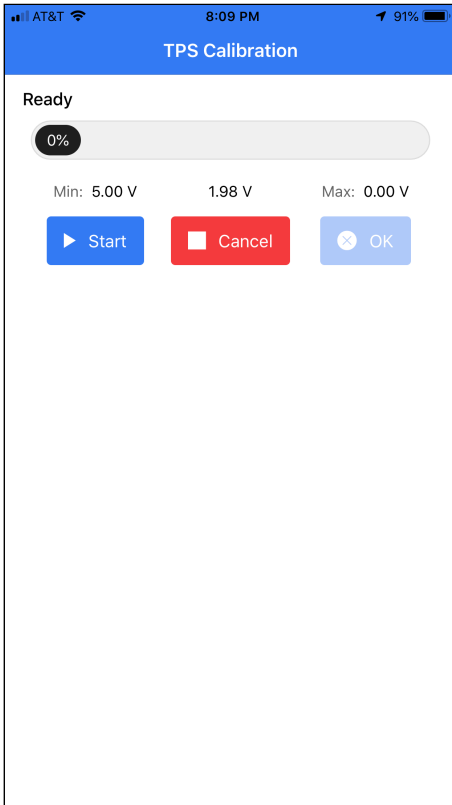 AT&T 8:09 PM 91%
TPS Calibration
Ready
0%
Min: 5.00 V 1.98 V Max: 0.00 V
Start Cancel OK